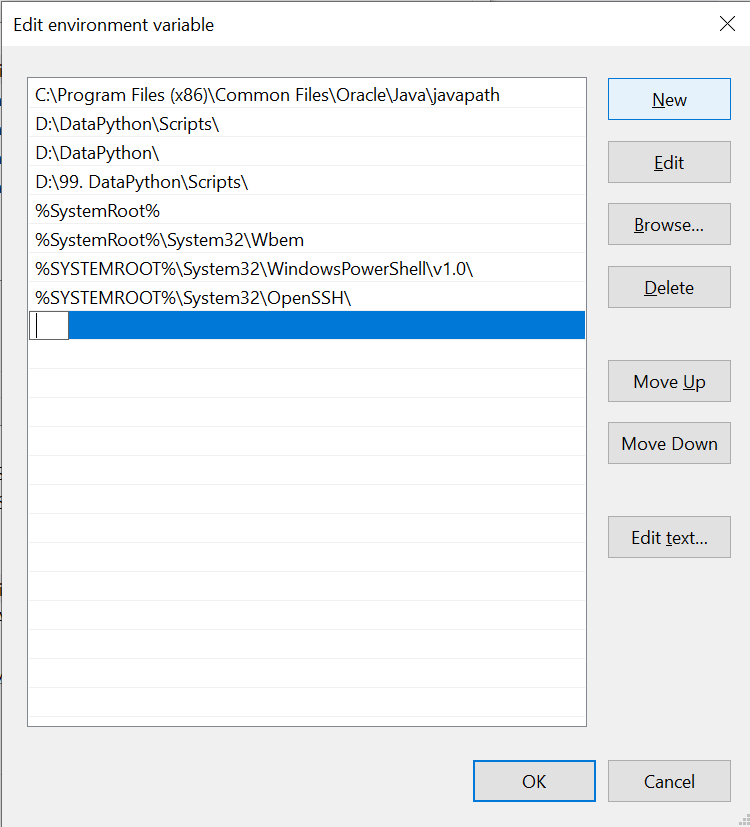 Edit environment variable
C:\Program Files (x86)\Common Files\Oracle\Java\javapath
D:\DataPython\Scripts\
D:\DataPython\
D:\99. DataPython\Scripts\
%SystemRoot%
%SystemRoot%\System32\Wbem
%SYSTEMROOT%\System32\WindowsPowerShell\v1.0\
%SYSTEMROOT%\System32\OpenSSH\
New
Edit
Browse...
Delete
Move Up
Move Down
Edit text...
OK
Cancel